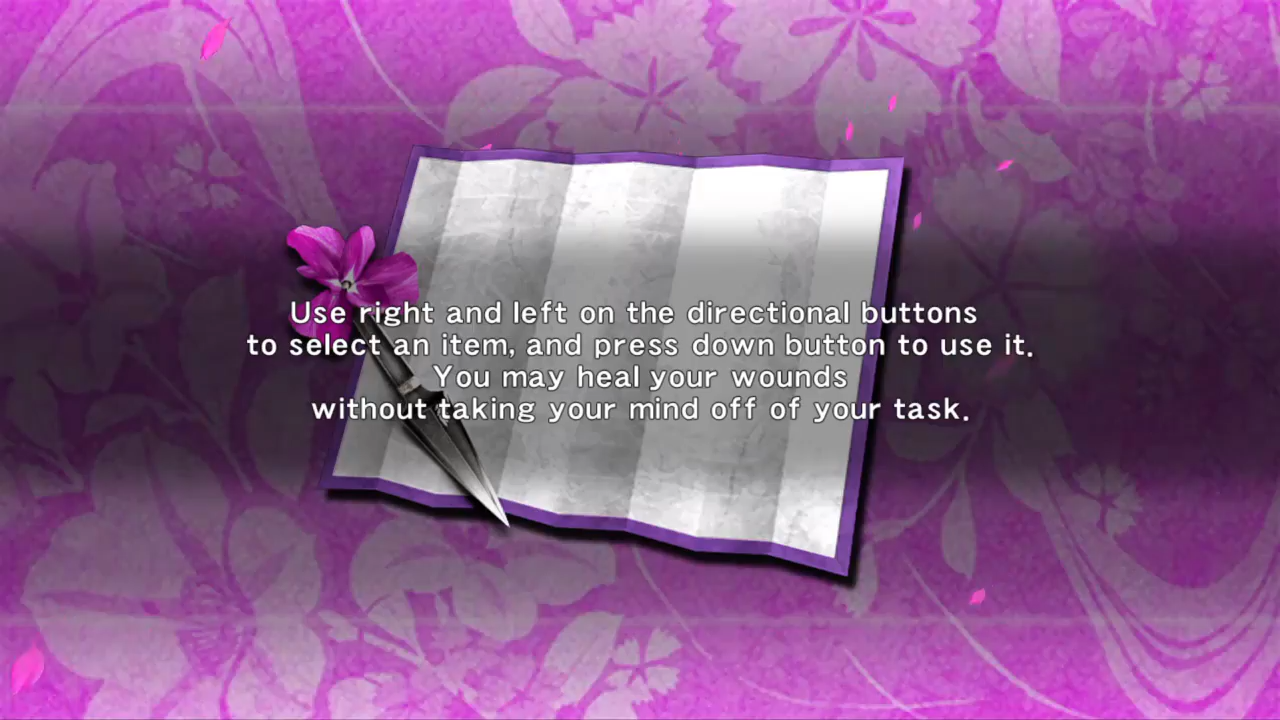 Use right and left on the directional buttons
to select an item, and press down button to use it.
You may heal your wounds
without taking your mind off of your task.